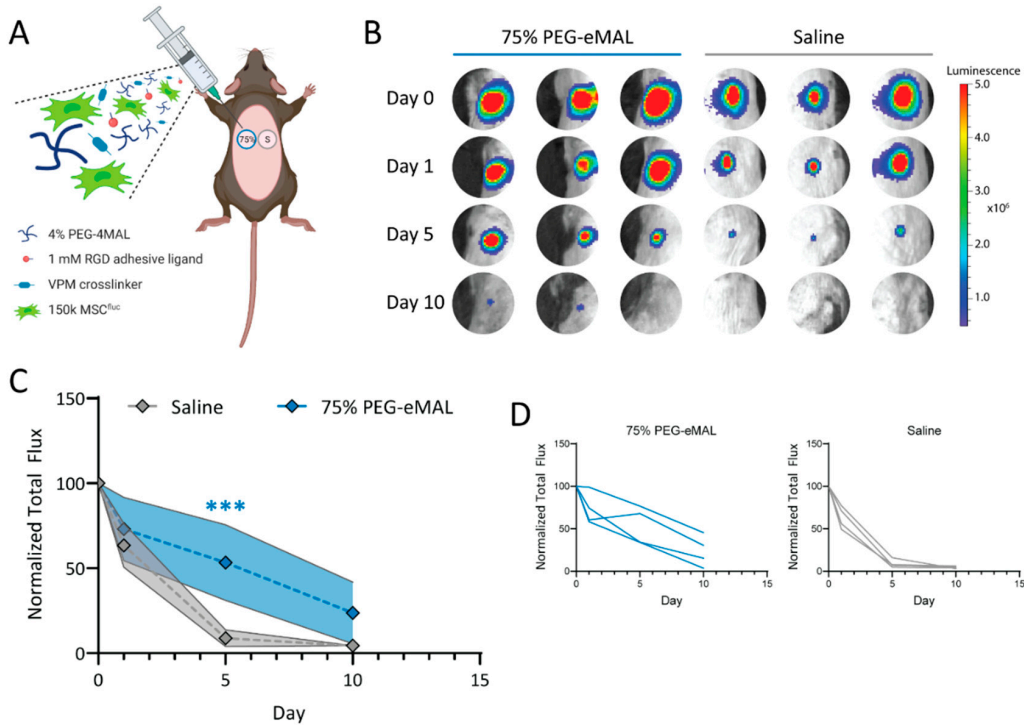 A
75%
S
4% PEG-4MAL
1 mM RGD adhesive ligand
VPM crosslinker
150k MSCfluc
B
75% PEG-eMAL
Saline
Day 0
Day 1
Day 5
Day 10
Luminescence
5.0
4.0
3.0
x10⁶
2.0
1.0
C
Saline
75% PEG-eMAL
***
Normalized Total Flux
150
100
50
0
0
5
10
15
Day
D
75% PEG-eMAL
Normalized Total Flux
150
100
50
0
0
5
10
15
Day
Saline
Normalized Total Flux
150
100
50
0
0
5
10
15
Day